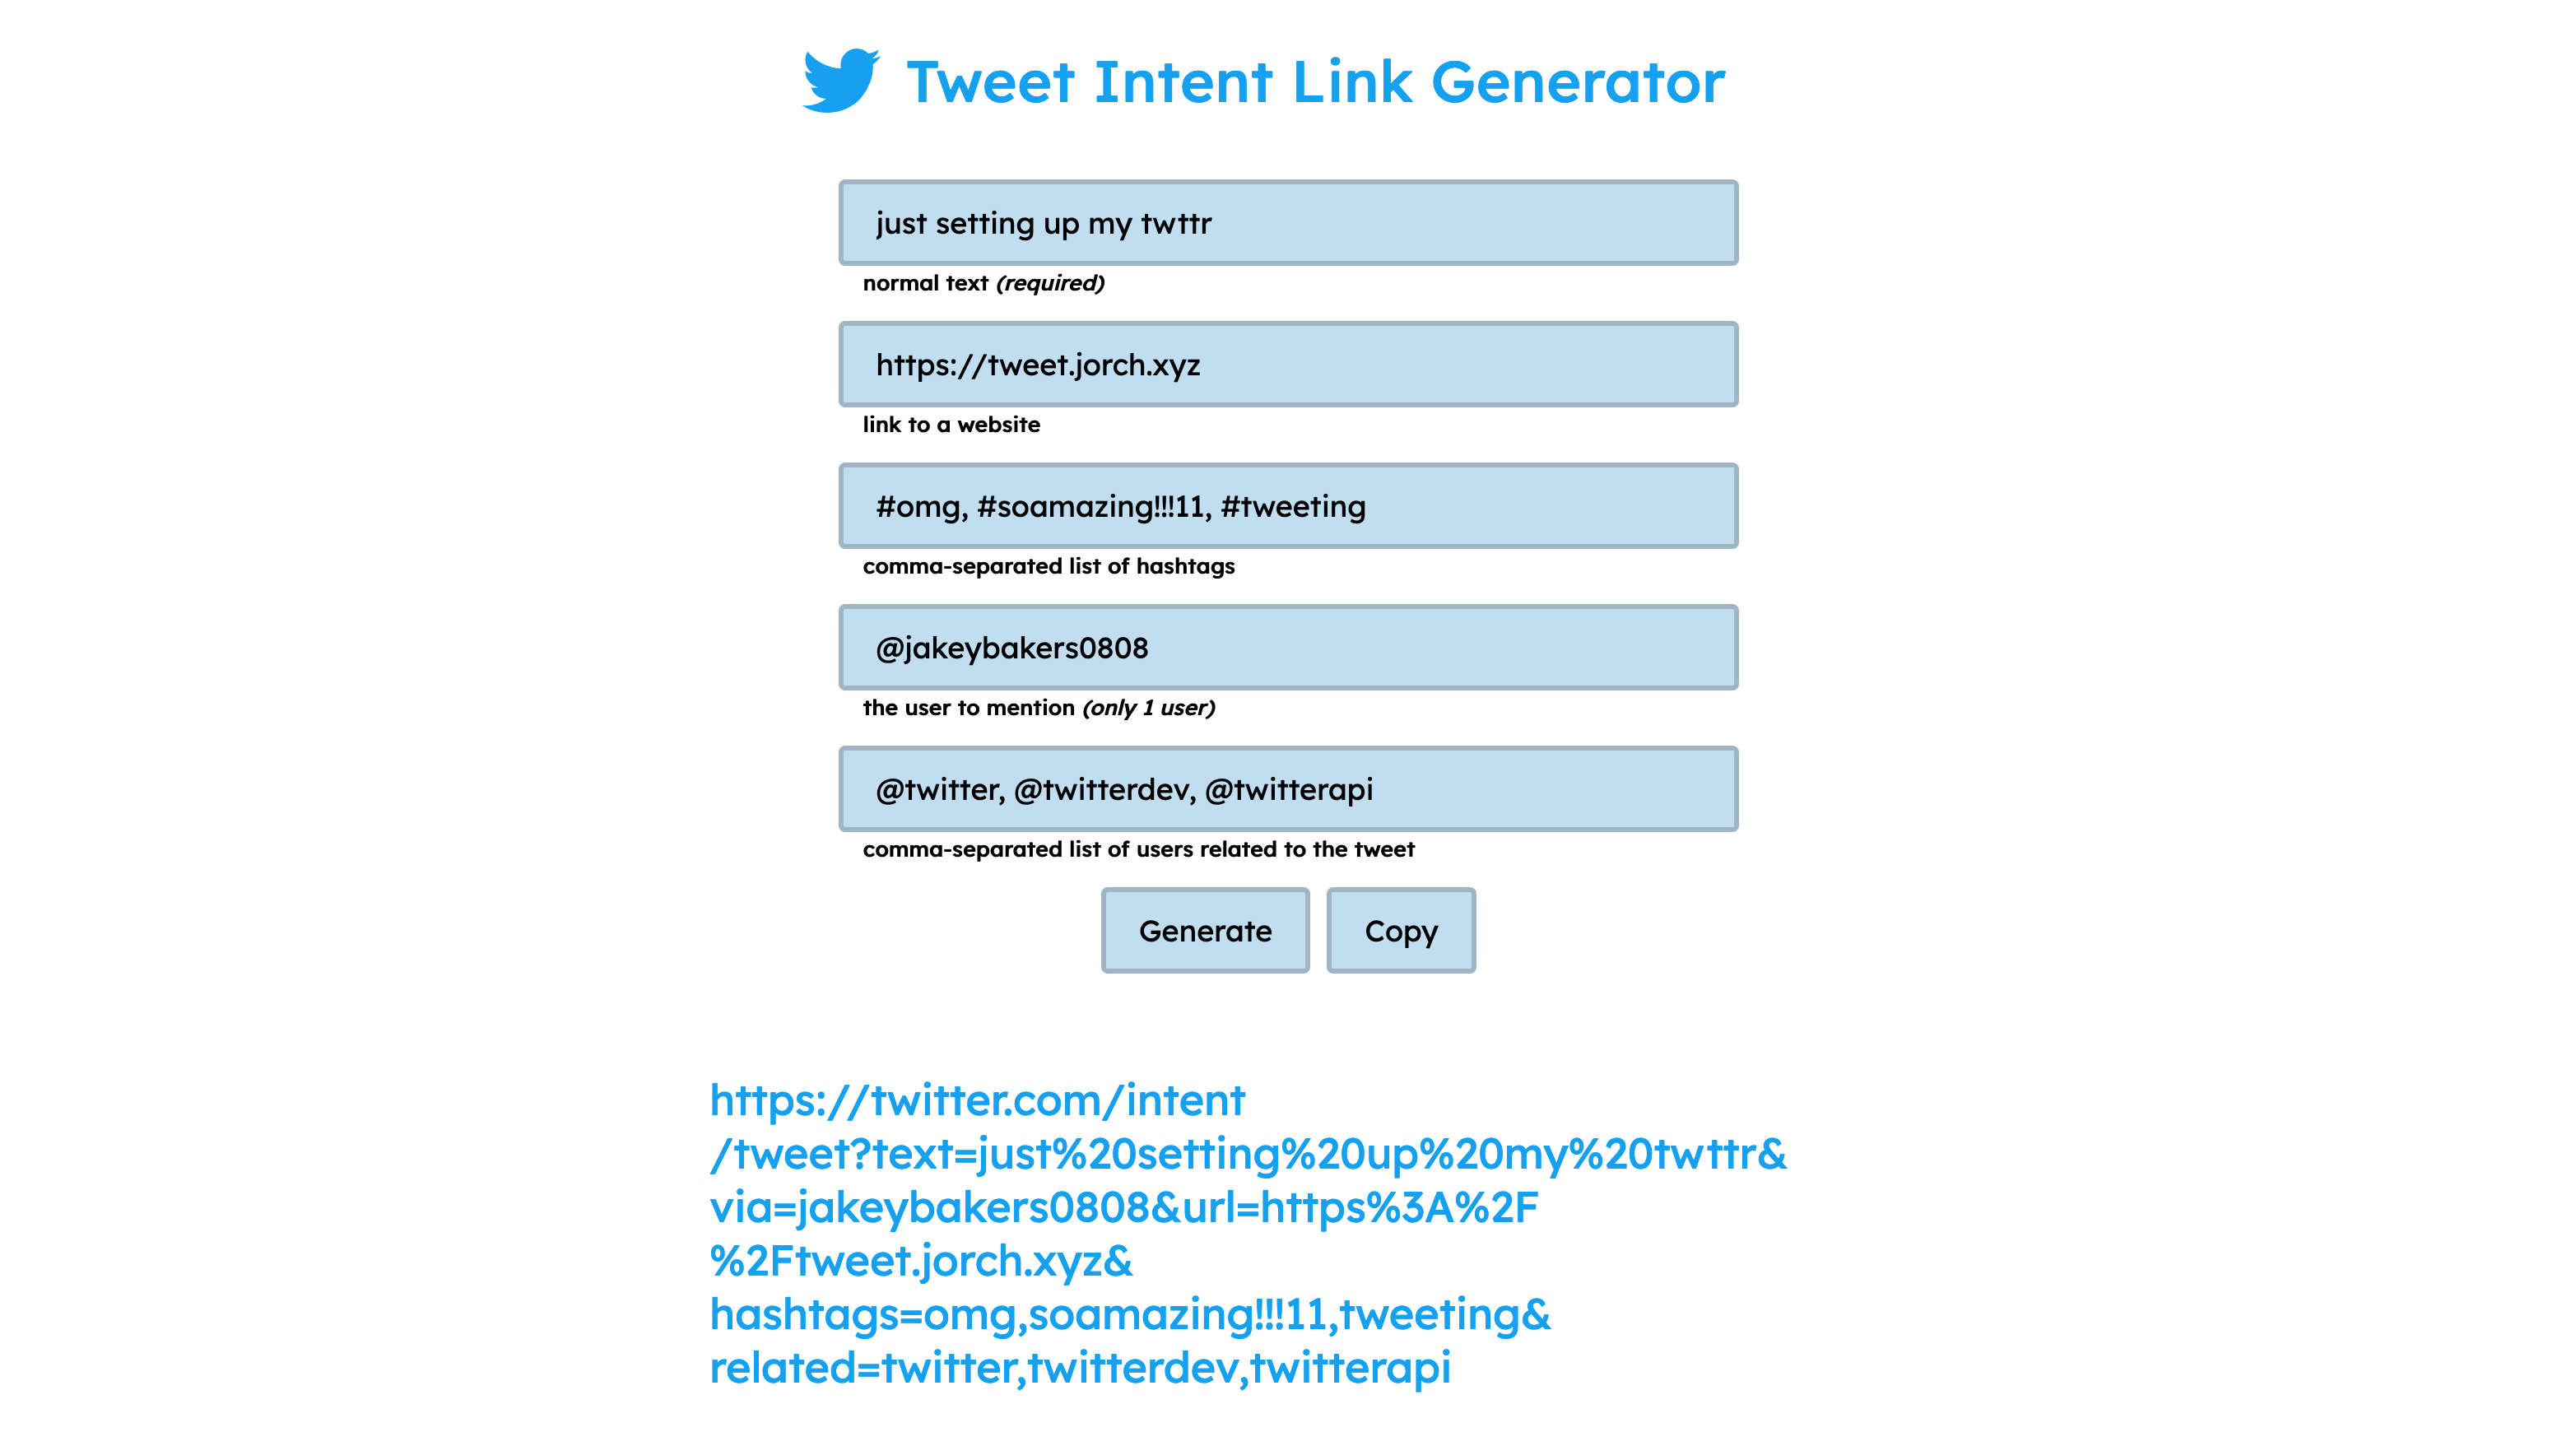 Tweet Intent Link Generator
just setting up my twttr
normal text (required)
https://tweet.jorch.xyz
link to a website
#omg, #soamazing!!!11, #tweeting
comma-separated list of hashtags
@jakeybakers0808
the user to mention (only 1 user)
@twitter, @twitterdev, @twitterapi
comma-separated list of users related to the tweet
Generate Copy
https://twitter.com/intent
/tweet?text=just%20setting%20up%20my%20twttr&
via=jakeybakers0808&url=https%3A%2F
%2Ftweet.jorch.xyz&
hashtags=omg,soamazing!!!11,tweeting&
related=twitter,twitterdev,twitterapi